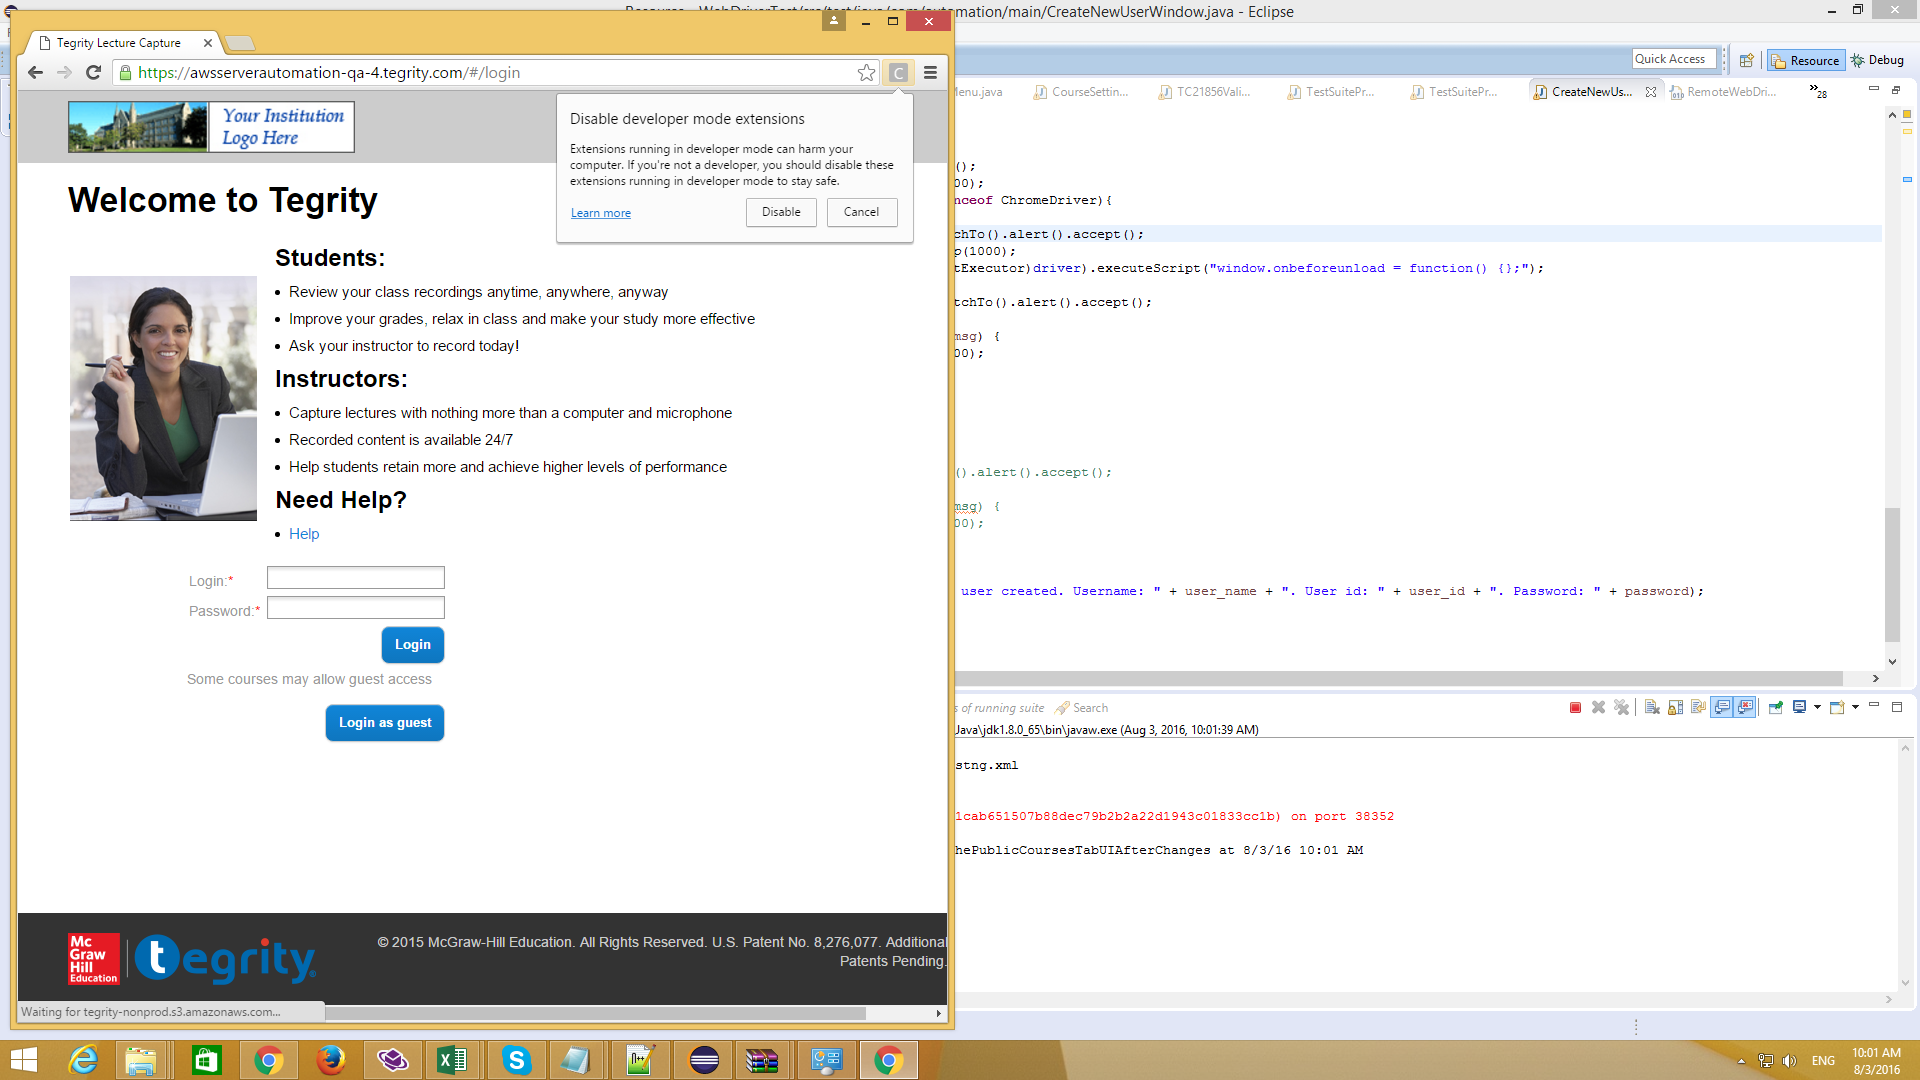 Tegrity Lecture Capture
https://awsserverautomation-qa-4.tegrity.com/#/login
Your Institution
Logo Here
Disable developer mode extensions
Extensions running in developer mode can harm your
computer. If you're not a developer, you should disable these
extensions running in developer mode to stay safe.
Learn more
Disable
Cancel
Welcome to Tegrity
Students:
Review your class recordings anytime, anywhere, anyway
Improve your grades, relax in class and make your study more effective
Ask your instructor to record today!
Instructors:
Capture lectures with nothing more than a computer and microphone
Recorded content is available 24/7
Help students retain more and achieve higher levels of performance
Need Help?
Help
Login:*
Password:*
Login
Some courses may allow guest access
Login as guest
Mc
Graw
Hill
Education
tegrity
© 2015 McGraw-Hill Education. All Rights Reserved. U.S. Patent No. 8,276,077. Additional
Patents Pending.
Waiting for tegrity-nonprod.s3.amazonaws.com...
automation/main/CreateNewUserWindow.java - Eclipse
Quick Access
Resource
Debug
Menu.java
CourseSettin...
TC21856Vali...
TestSuitePr...
TestSuitePr...
CreateNewUs...
RemoteWebDri...
28
();
00);
nceof ChromeDriver){
chTo().alert().accept();
p(1000);
tExecutor)driver).executeScript("window.onbeforeunload = function() {};");
tchTo().alert().accept();
msg) {
00);
().alert().accept();
msg) {
00);
user created. Username: " + user_name + ". User id: " + user_id + ". Password: " + password);
s of running suite
Search
Java\jdk1.8.0_65\bin\javaw.exe (Aug 3, 2016, 10:01:39 AM)
stng.xml
1cab651507b88dec79b2b2a22d1943c01833cc1b) on port 38352
hePublicCoursesTabUIAfterChanges at 8/3/16 10:01 AM
ENG
10:01 AM
8/3/2016